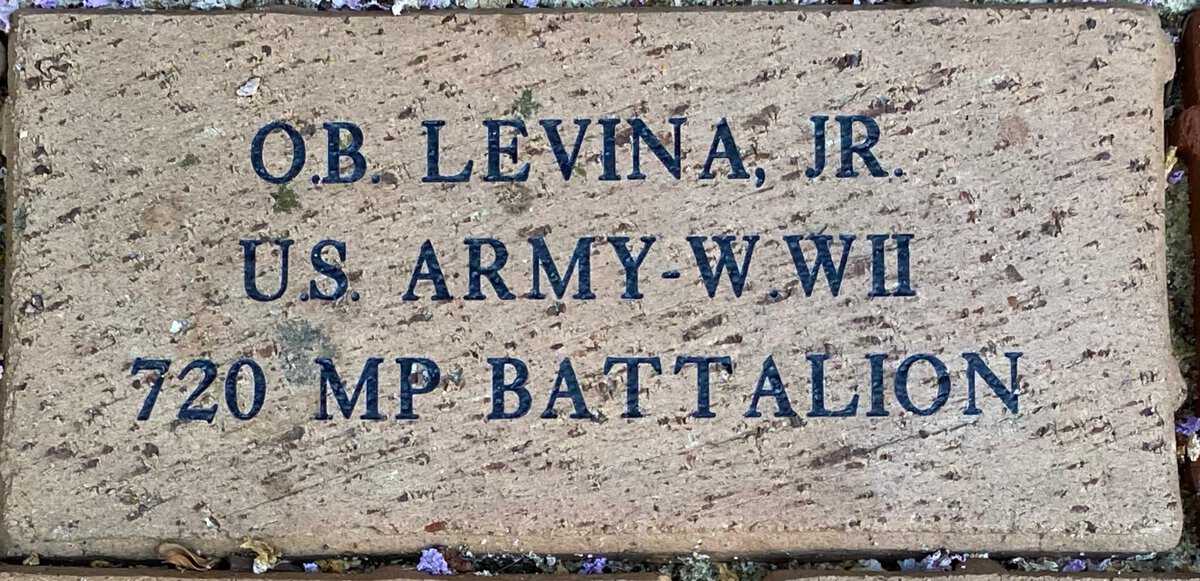 O.B. LEVINA, JR.
U.S. ARMY-W.WII
720 MP BATTALION